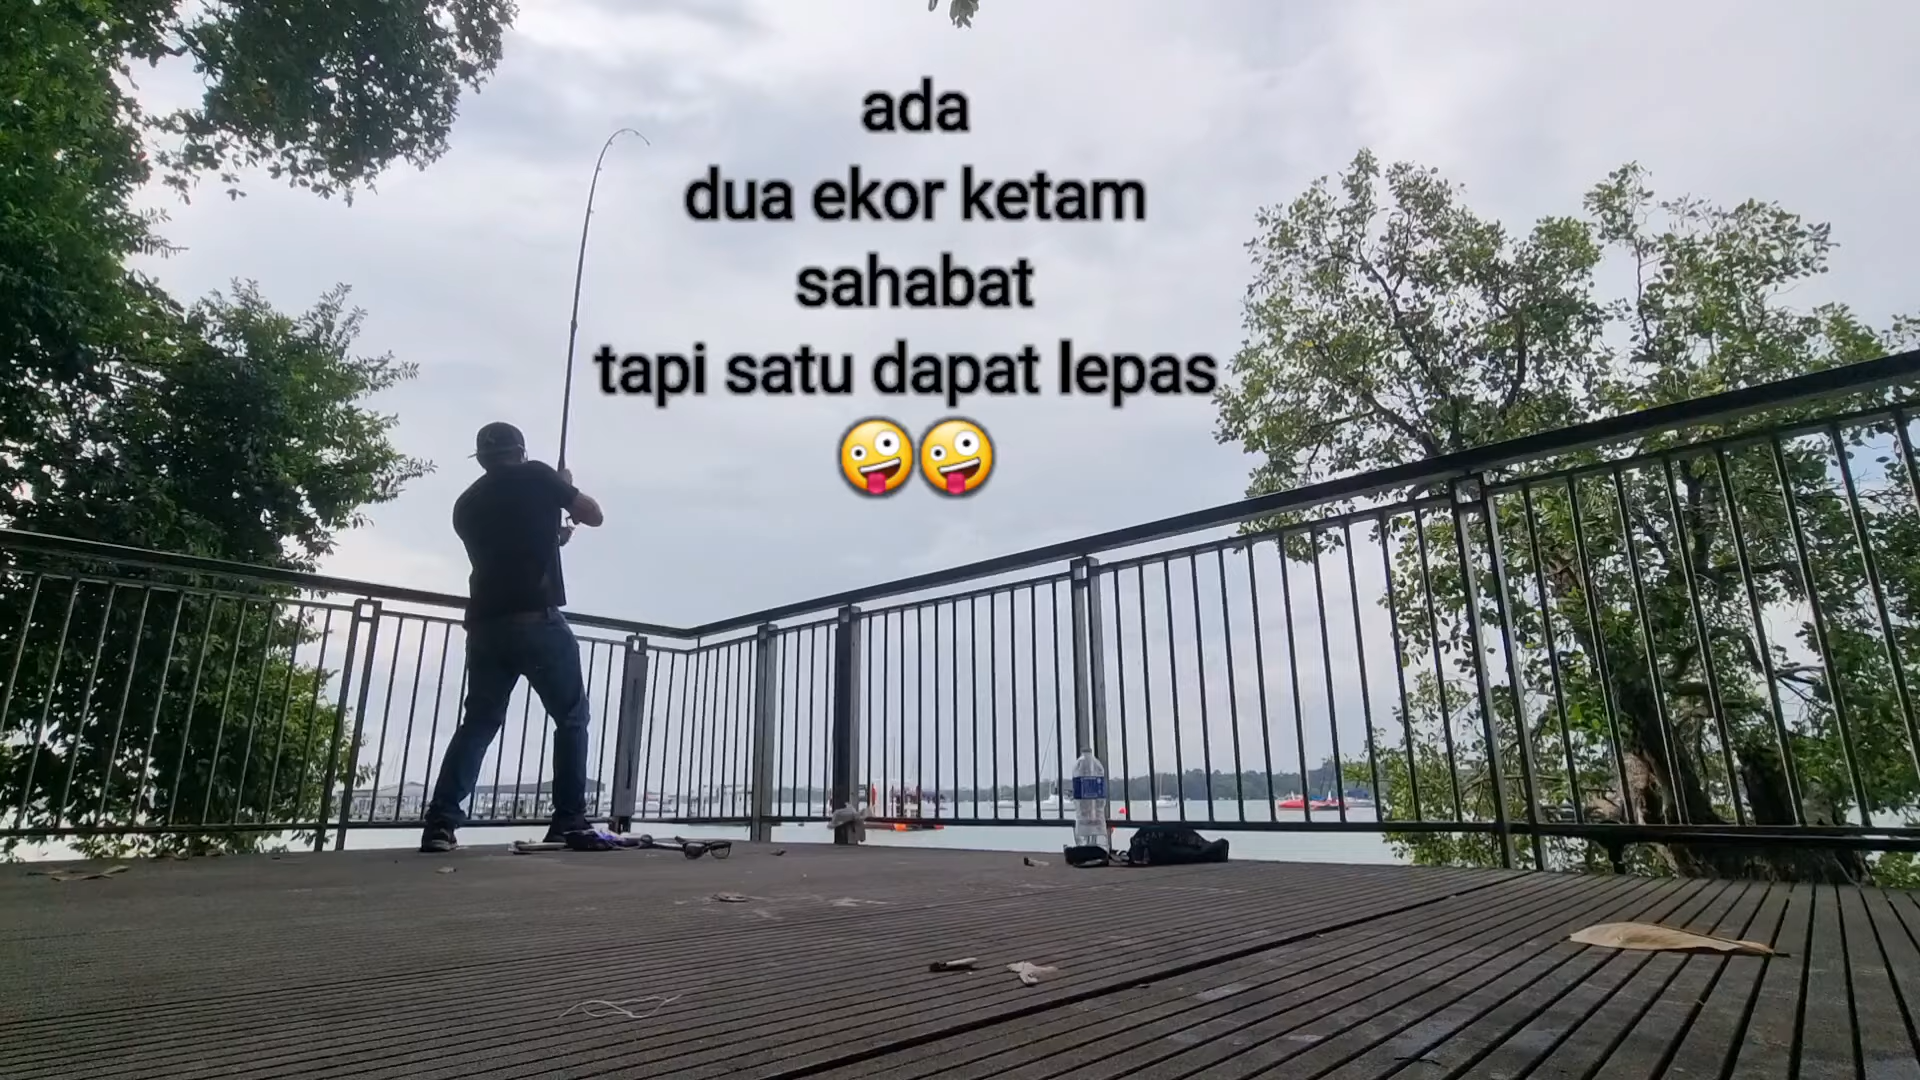 ada
dua ekor ketam
sahabat
tapi satu dapat lepas
🤪🤪